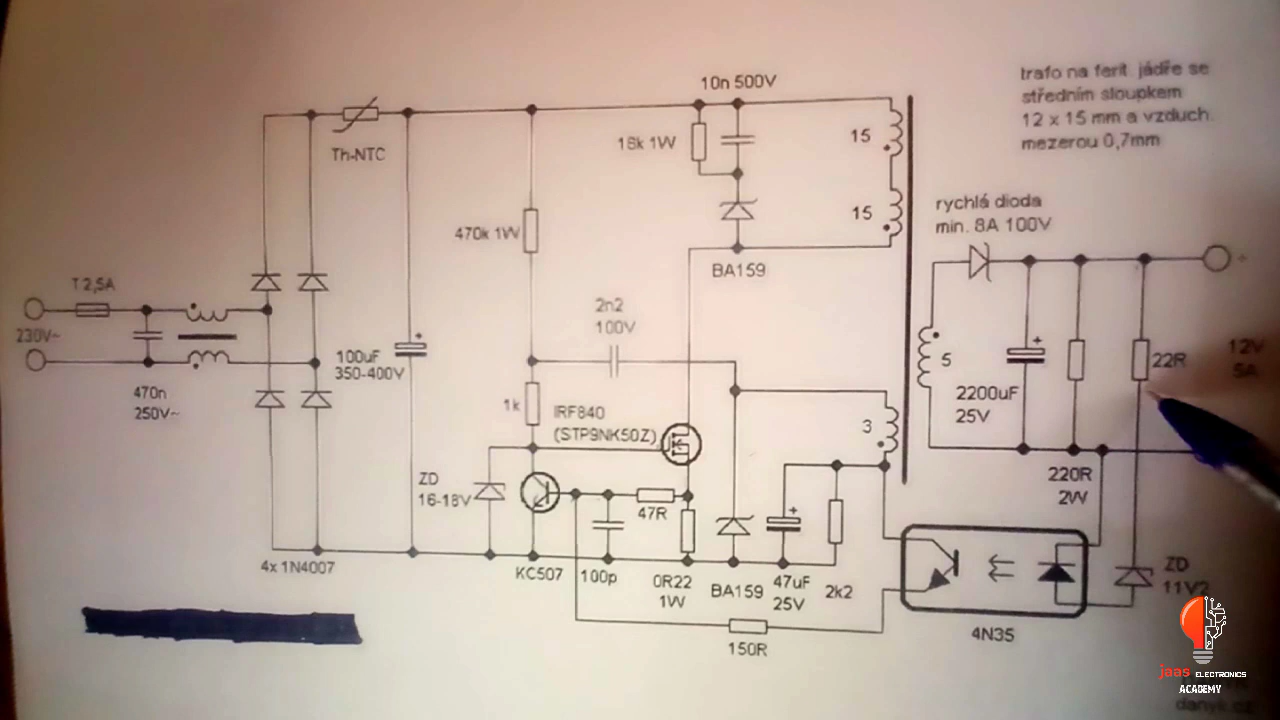 10n 500V
trafo na ferit. jádře se
středním sloupkem
12 x 15 mm a vzduch.
mezerou 0,7mm
Th-NTC
18k 1W
15
15
rychlá dioda
min. 8A 100V
470k 1W
BA159
T 2,5A
230V~
2n2
100V
+
100uF
350-400V
470n
250V~
1k
IRF840
(STP9NK50Z)
3
5
+
2200uF
25V
22R
12V
5A
+
220R
2W
ZD
16-18V
47R
+
4x 1N4007
KC507
100p
0R22
1W
BA159
47uF
25V
2k2
150R
4N35
ZD
11V2
jaas ELECTRONICS
ACADEMY
danyk.cz